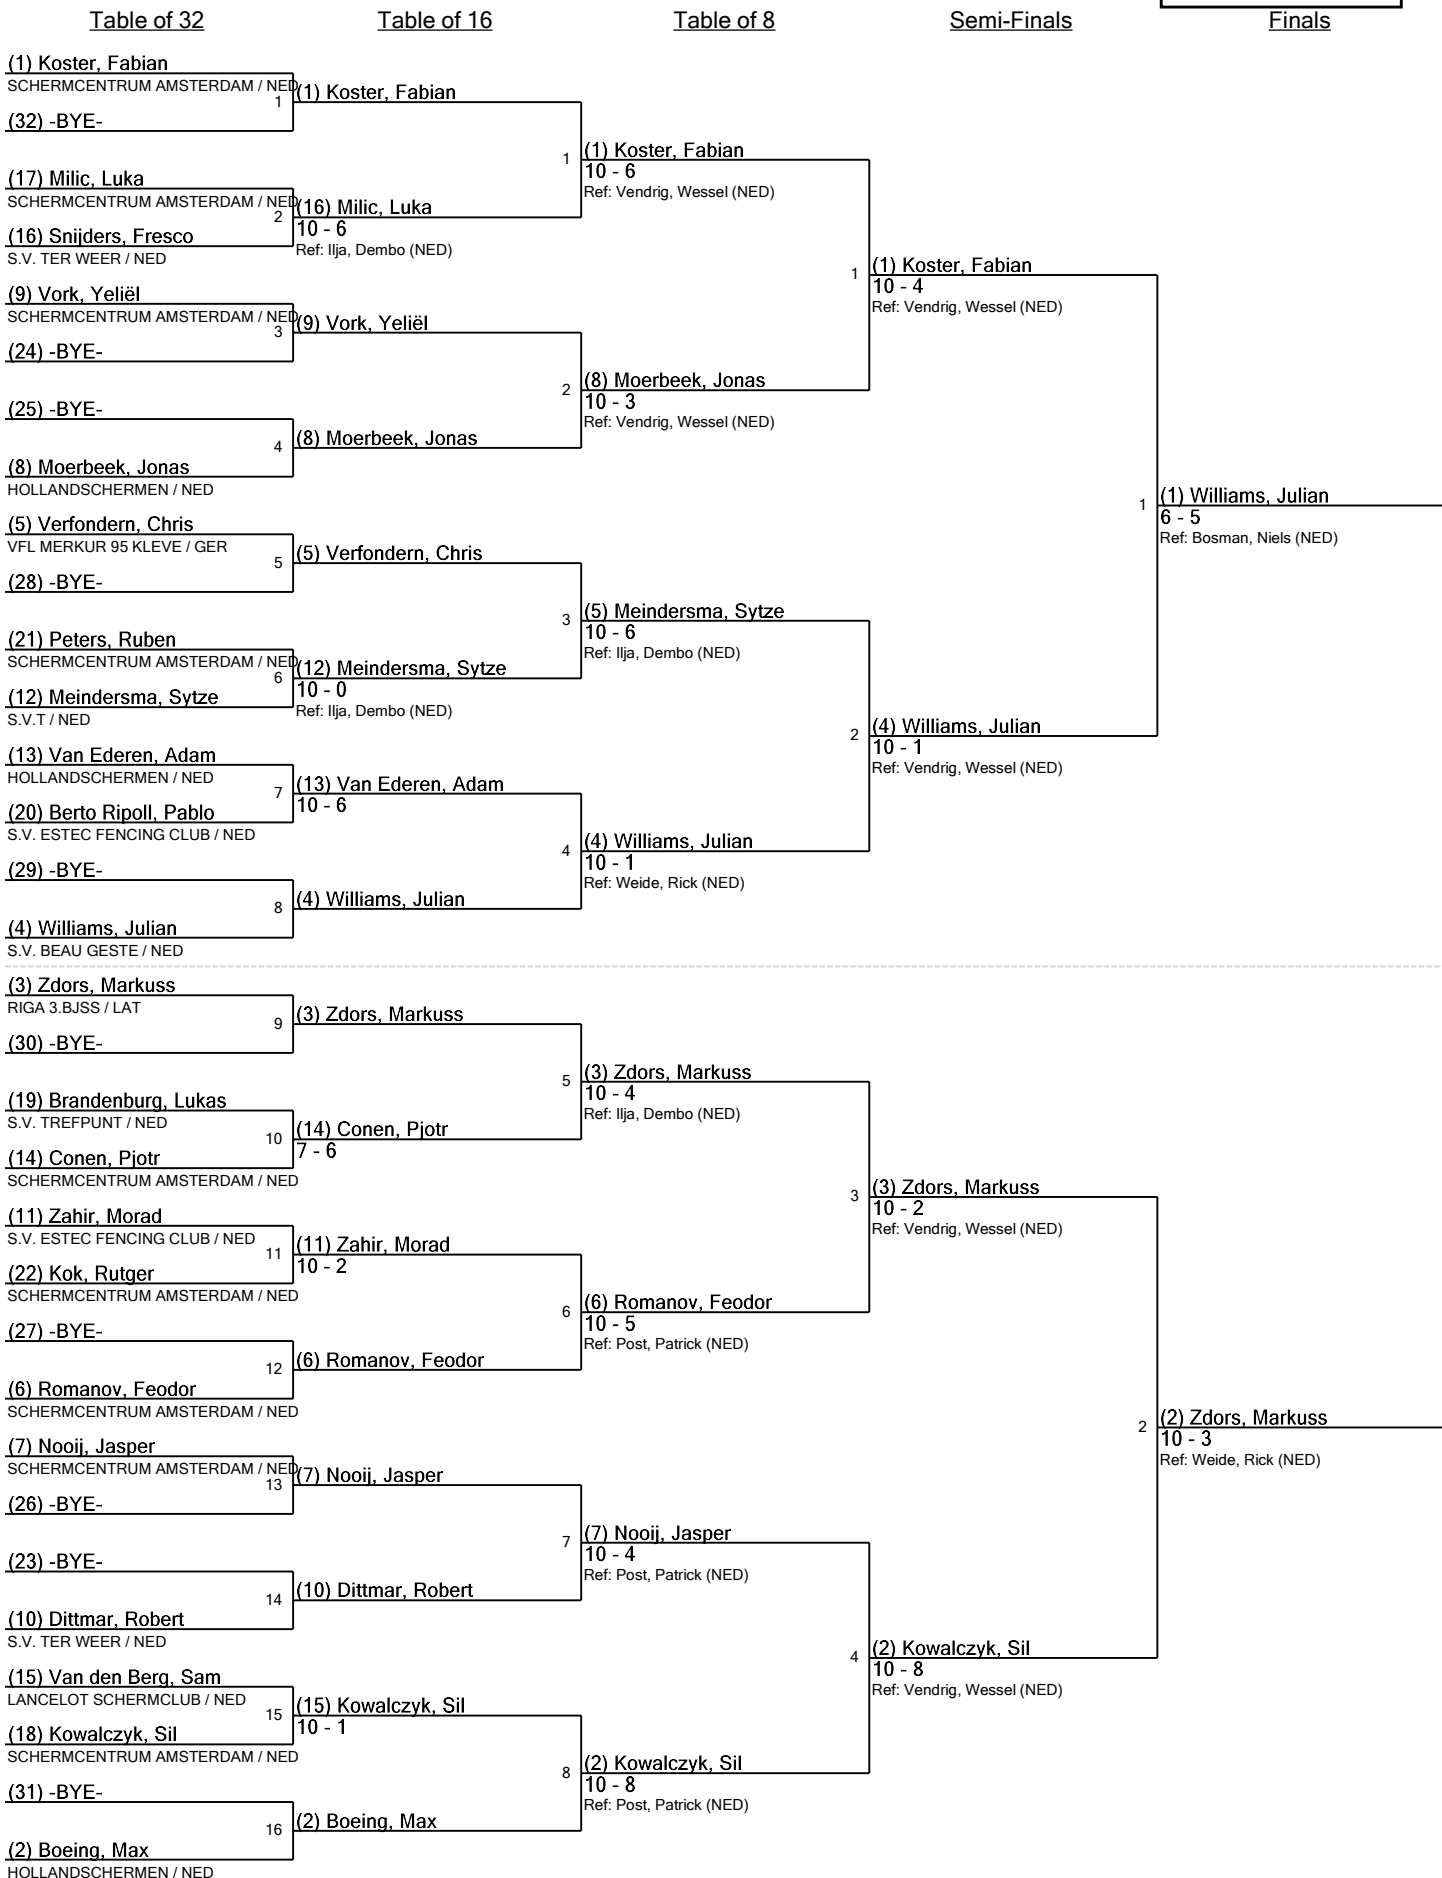 Table of 32
Table of 16
Table of 8
Semi-Finals
Finals
(1) Koster, Fabian
SCHERMCENTRUM AMSTERDAM / NED
1
(32) -BYE-
(17) Milic, Luka
SCHERMCENTRUM AMSTERDAM / NED
2
(16) Snijders, Fresco
S.V. TER WEER / NED
(9) Vork, Yeliël
SCHERMCENTRUM AMSTERDAM / NED
3
(24) -BYE-
(25) -BYE-
4
(8) Moerbeek, Jonas
HOLLANDSCHERMEN / NED
(5) Verfondern, Chris
VFL MERKUR 95 KLEVE / GER
5
(28) -BYE-
(21) Peters, Ruben
SCHERMCENTRUM AMSTERDAM / NED
6
(12) Meindersma, Sytze
S.V.T / NED
(13) Van Ederen, Adam
HOLLANDSCHERMEN / NED
7
(20) Berto Ripoll, Pablo
S.V. ESTEC FENCING CLUB / NED
(29) -BYE-
8
(4) Williams, Julian
S.V. BEAU GESTE / NED
(3) Zdors, Markuss
RIGA 3.BJSS / LAT
9
(30) -BYE-
(19) Brandenburg, Lukas
S.V. TREFPUNT / NED
10
(14) Conen, Pjotr
SCHERMCENTRUM AMSTERDAM / NED
(11) Zahir, Morad
S.V. ESTEC FENCING CLUB / NED
11
(22) Kok, Rutger
SCHERMCENTRUM AMSTERDAM / NED
(27) -BYE-
12
(6) Romanov, Feodor
SCHERMCENTRUM AMSTERDAM / NED
(7) Nooij, Jasper
SCHERMCENTRUM AMSTERDAM / NED
13
(26) -BYE-
(23) -BYE-
14
(10) Dittmar, Robert
S.V. TER WEER / NED
(15) Van den Berg, Sam
LANCELOT SCHERMCLUB / NED
15
(18) Kowalczyk, Sil
SCHERMCENTRUM AMSTERDAM / NED
(31) -BYE-
16
(2) Boeing, Max
HOLLANDSCHERMEN / NED
(1) Koster, Fabian
1
(16) Milic, Luka
10 - 6
Ref: Ilja, Dembo (NED)
(9) Vork, Yeliël
2
(8) Moerbeek, Jonas
(5) Verfondern, Chris
3
(12) Meindersma, Sytze
10 - 0
Ref: Ilja, Dembo (NED)
(13) Van Ederen, Adam
10 - 6
4
(4) Williams, Julian
(3) Zdors, Markuss
5
(14) Conen, Pjotr
7 - 6
(11) Zahir, Morad
10 - 2
6
(6) Romanov, Feodor
(7) Nooij, Jasper
7
(10) Dittmar, Robert
(15) Kowalczyk, Sil
10 - 1
8
(2) Boeing, Max
(1) Koster, Fabian
10 - 6
Ref: Vendrig, Wessel (NED)
1
(8) Moerbeek, Jonas
10 - 3
Ref: Vendrig, Wessel (NED)
(5) Meindersma, Sytze
10 - 6
Ref: Ilja, Dembo (NED)
2
(4) Williams, Julian
10 - 1
Ref: Weide, Rick (NED)
(3) Zdors, Markuss
10 - 4
Ref: Ilja, Dembo (NED)
3
(6) Romanov, Feodor
10 - 5
Ref: Post, Patrick (NED)
(7) Nooij, Jasper
10 - 4
Ref: Post, Patrick (NED)
4
(2) Kowalczyk, Sil
10 - 8
Ref: Post, Patrick (NED)
(1) Koster, Fabian
10 - 4
Ref: Vendrig, Wessel (NED)
1
(4) Williams, Julian
10 - 1
Ref: Vendrig, Wessel (NED)
(3) Zdors, Markuss
10 - 2
Ref: Vendrig, Wessel (NED)
2
(2) Kowalczyk, Sil
10 - 8
Ref: Vendrig, Wessel (NED)
(1) Williams, Julian
6 - 5
Ref: Bosman, Niels (NED)
(2) Zdors, Markuss
10 - 3
Ref: Weide, Rick (NED)